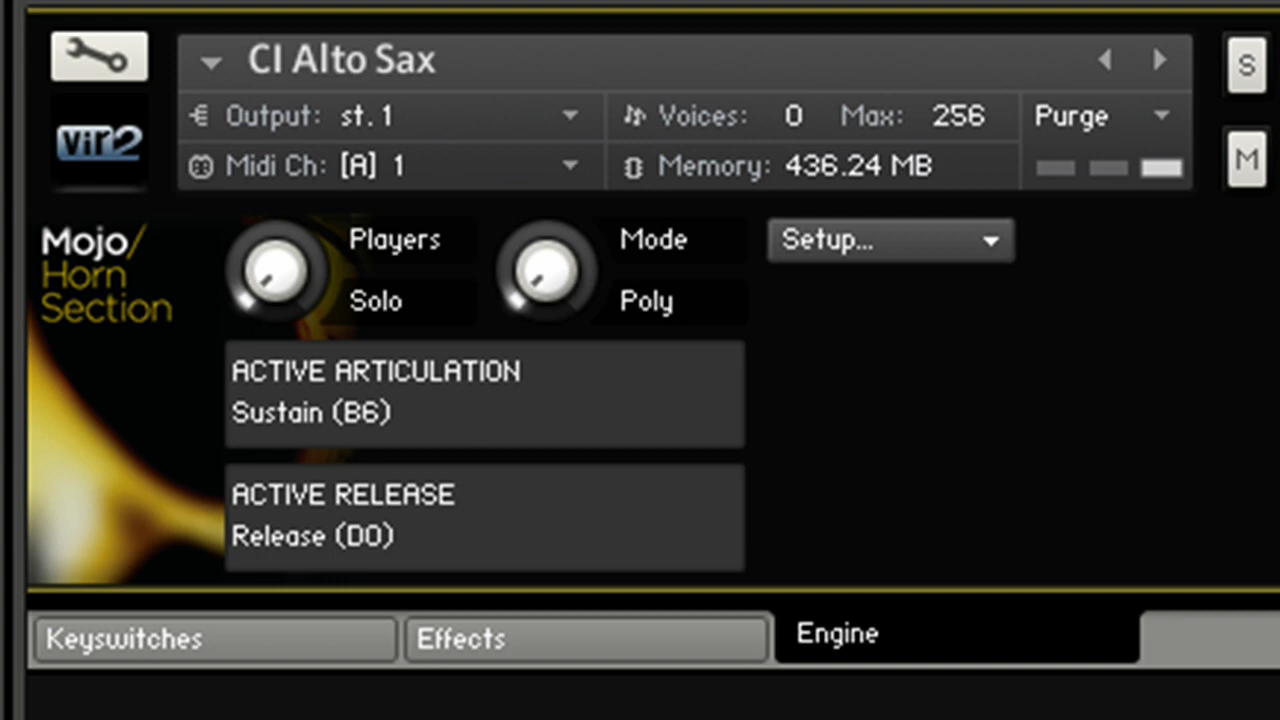 CI Alto Sax
S
Output: st. 1
Voices: 0 Max: 256
Purge
Vir2
Midi Ch: [A] 1
Memory: 436.24 MB
M
Mojo/
Horn
Section
Players
Solo
Mode
Poly
Setup...
ACTIVE ARTICULATION
Sustain (B6)
ACTIVE RELEASE
Release (D0)
Keyswitches
Effects
Engine